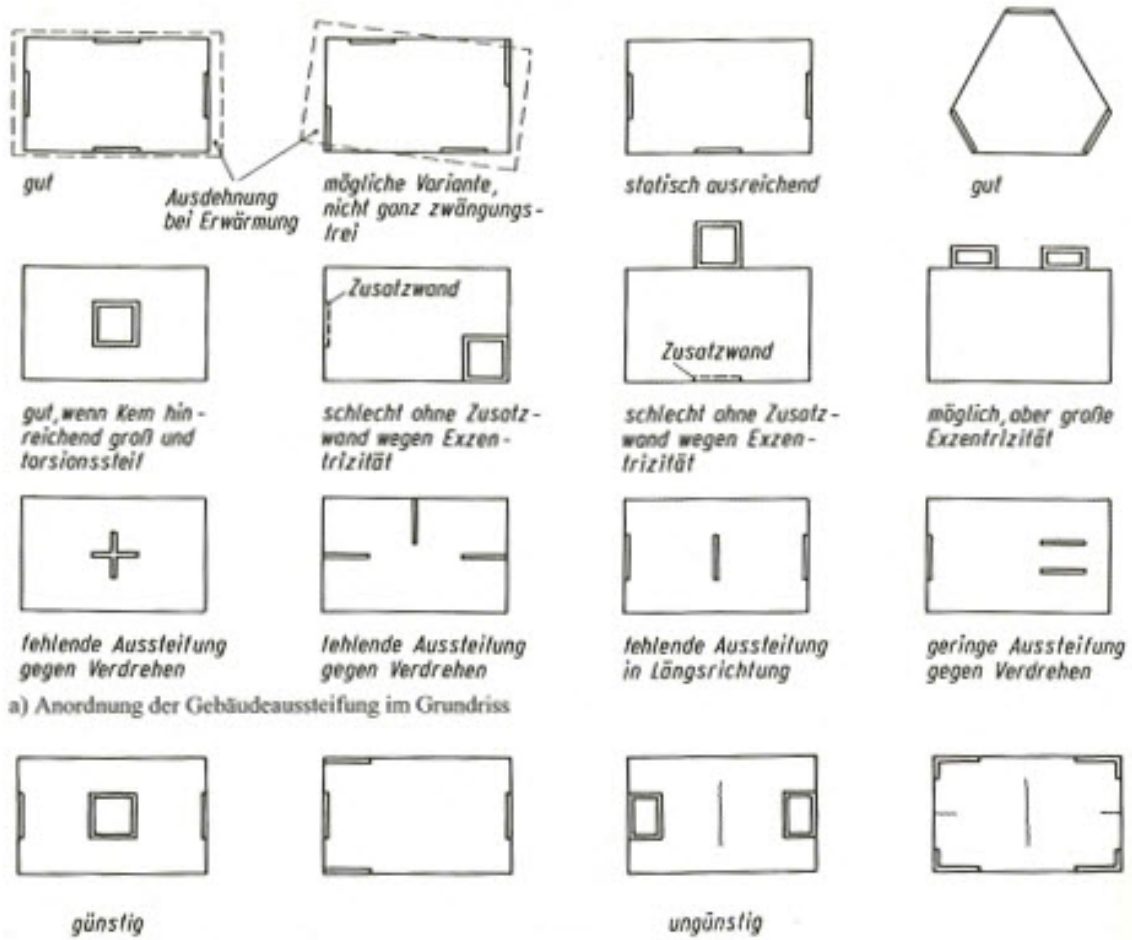 gut
Ausdehnung
bei Erwärmung
mögliche Variante,
nicht ganz zwängungs-
frei
statisch ausreichend
gut
gut, wenn Kern hin-
reichend groß und
torsionssteif
Zusatzwand
schlecht ohne Zusatz-
wand wegen Exzen-
trizität
Zusatzwand
schlecht ohne Zusatz-
wand wegen Exzen-
trizität
möglich, aber große
Exzentrizität
fehlende Aussteifung
gegen Verdrehen
fehlende Aussteifung
gegen Verdrehen
fehlende Aussteifung
in Längsrichtung
geringe Aussteifung
gegen Verdrehen
a) Anordnung der Gebäudeaussteifung im Grundriss
günstig
ungünstig